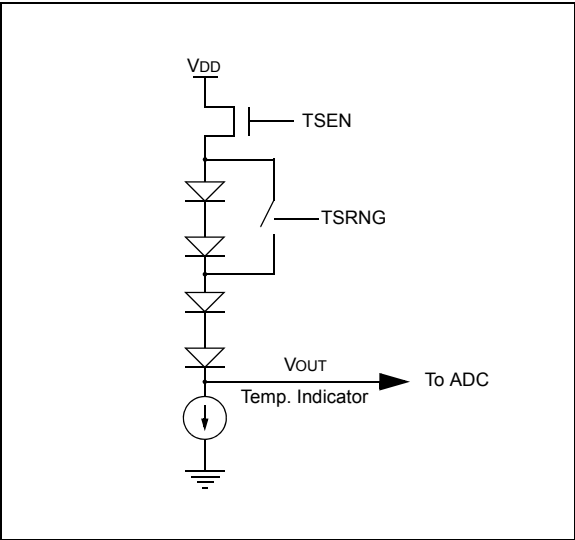 VDD
TSEN
TSRNG
VOUT
To ADC
Temp. Indicator